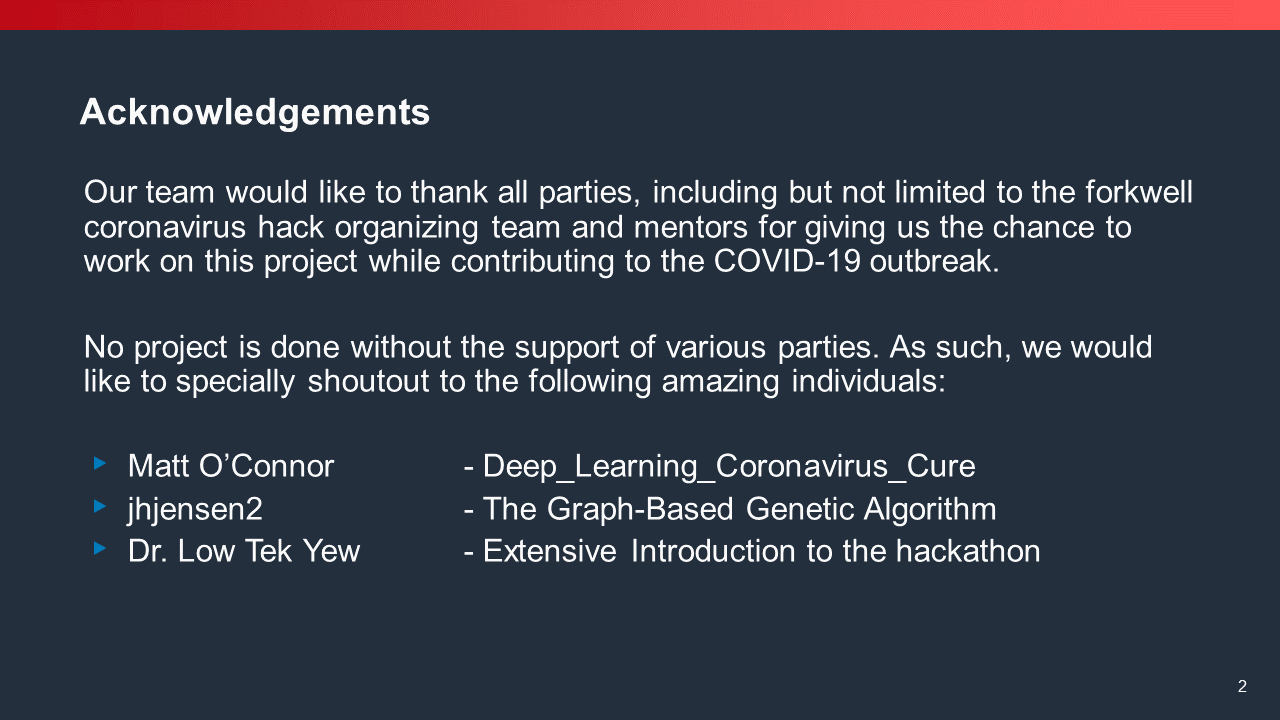 Acknowledgements
Our team would like to thank all parties, including but not limited to the forkwell
coronavirus hack organizing team and mentors for giving us the chance to
work on this project while contributing to the COVID-19 outbreak.
No project is done without the support of various parties. As such, we would
like to specially shoutout to the following amazing individuals:
Matt O’Connor - Deep_Learning_Coronavirus_Cure
jhjensen2 - The Graph-Based Genetic Algorithm
Dr. Low Tek Yew - Extensive Introduction to the hackathon
2